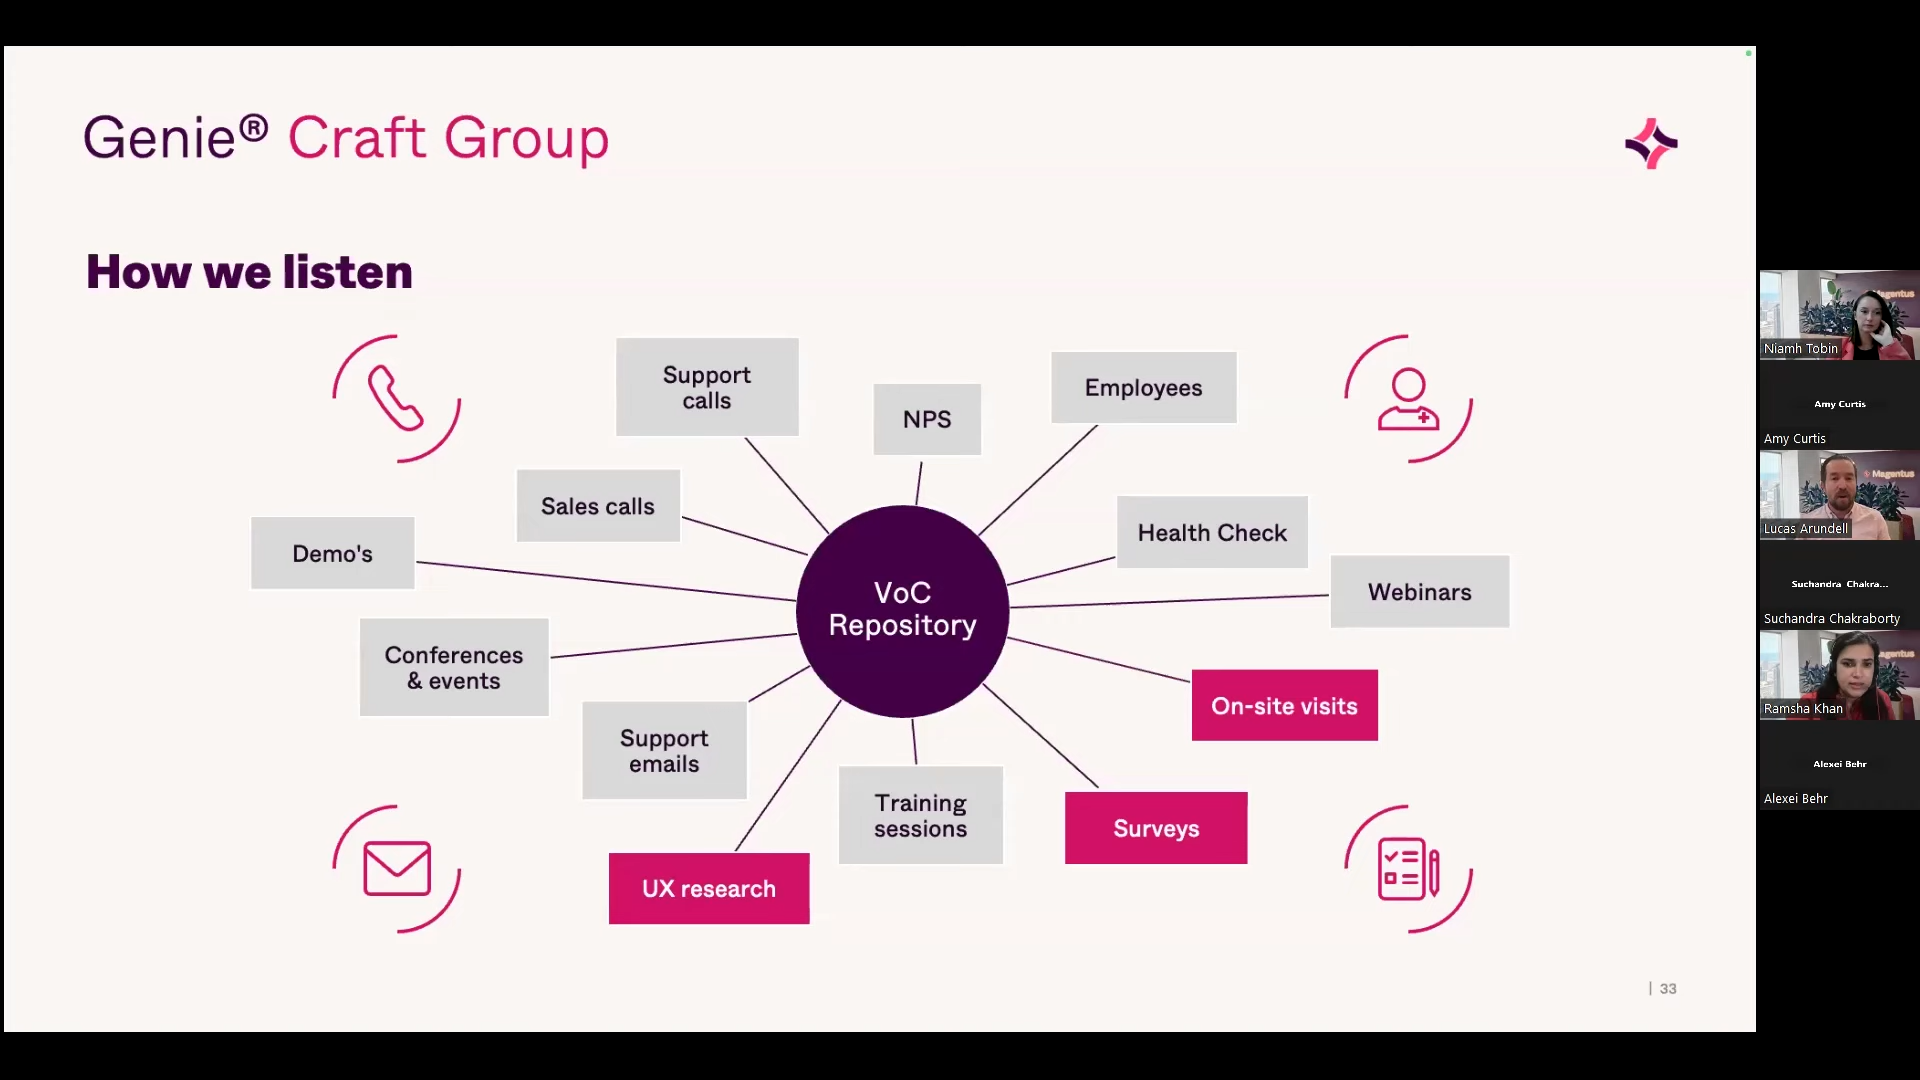 Genie® Craft Group
How we listen
Support
calls
NPS
Employees
Sales calls
Health Check
Demo's
Webinars
VoC
Repository
Conferences
& events
On-site visits
Support
emails
Training
sessions
Surveys
UX research
| 33
Magentus
Niamh Tobin
Amy Curtis
Amy Curtis
Magentus
Lucas Arundell
Suchandra Chakra...
Suchandra Chakraborty
Ramsha Khan
Alexei Behr
Alexei Behr